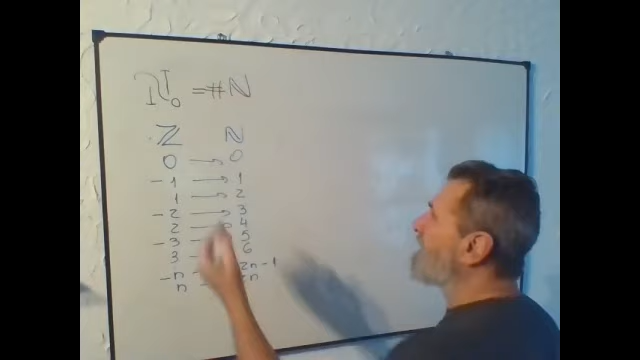 ℵ₀ = #ℕ
ℤ ℕ
0 → 0
-1 → 1
1 → 2
-2 → 3
2 → 4
-3 → 5
3 → 6
-n → 2n-1
n → 2n